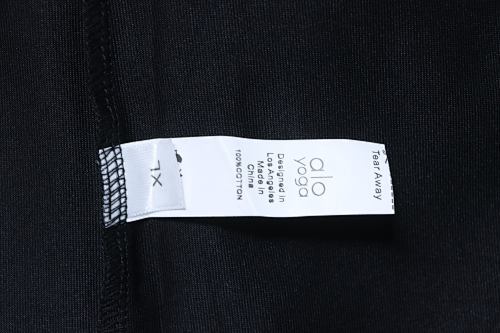 Tear Away
alo
yoga
Designed in
Los Angeles
Made in
China
100%COTTON
XL